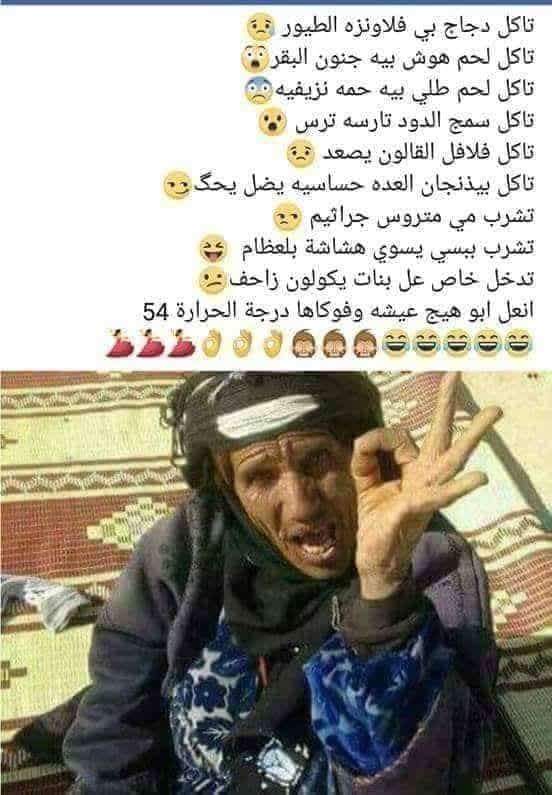 تاكل دجاج بي فلاونزه الطيور 😢
تاكل لحم هوش بيه جنون البقر 😲
تاكل لحم طلي بيه حمه نزيفيه 😨
تاكل سمج الدود تارسه ترس 😮
تاكل فلافل القالون يصعد 😟
تاكل بيذنجان العده حساسيه يضل يحگ 😏
تشرب مي متروس جراثيم 😒
تشرب ببسي يسوي هشاشة بلعظام 😝
تدخل خاص عل بنات يكولون زاحف 😕
انعل ابو هيج عيشه وفوكاها درجة الحرارة 54
😂😂😂😂😂🙈🙈🙈👌👌👌💃💃💃